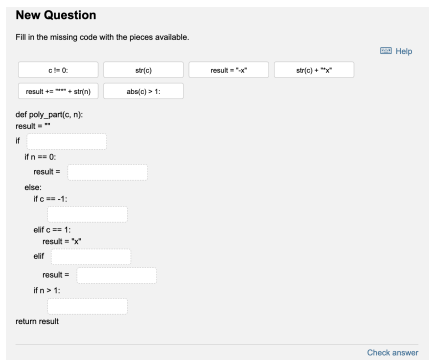 New Question
Fill in the missing code with the pieces available.
Help
c != 0:
str(c)
result = "-x"
str(c) + "*x"
result += "**" + str(n)
abs(c) > 1:
def poly_part(c, n):
result = ""
if
if n == 0:
result =
else:
if c == -1:
elif c == 1:
result = "x"
elif
result =
if n > 1:
return result
Check answer